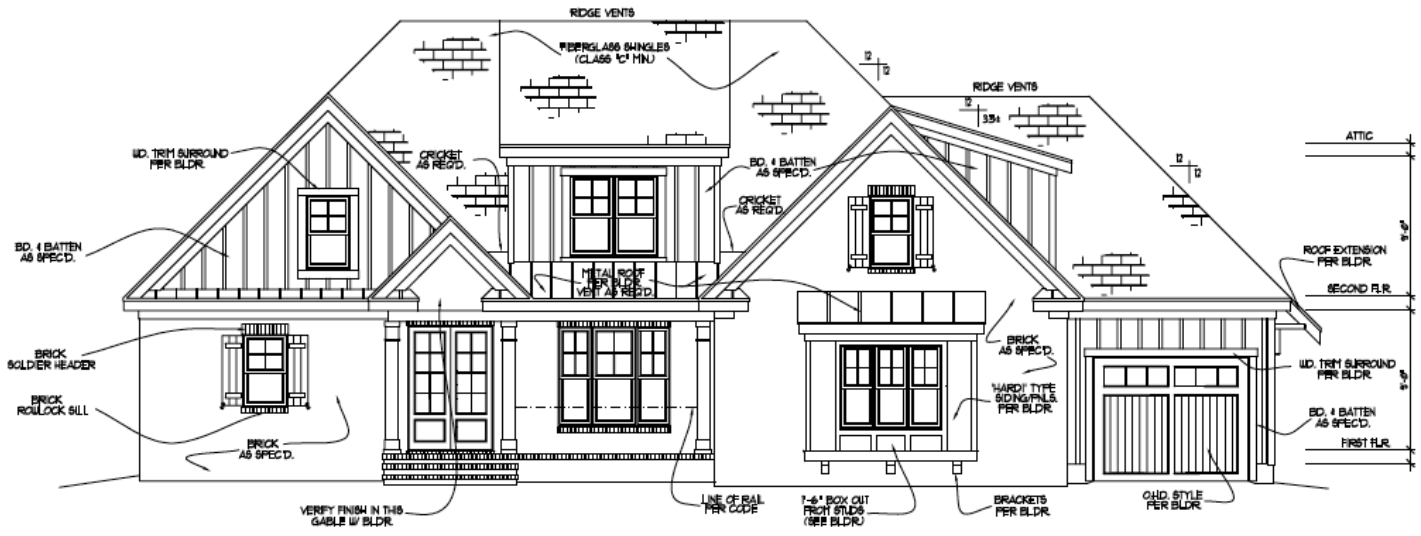 RIDGE VENTS
FIBERGLASS SHINGLES
(CLASS "C" MIN.)
12
12
RIDGE VENTS
12
3.5±
ATTIC
WD. TRIM SURROUND
PER BLDR.
CRICKET
AS REQ'D.
BD. & BATTEN
AS SPEC'D.
12
12
CRICKET
AS REQ'D.
BD. & BATTEN
AS SPEC'D.
ROOF EXTENSION
PER BLDR.
METAL ROOF
PER BLDR.
VENT AS REQ'D.
SECOND FLR.
BRICK
SOLDIER HEADER
BRICK
AS SPEC'D.
WD. TRIM SURROUND
PER BLDR.
BRICK
ROWLOCK SILL
'HARDI' TYPE
SIDING/PNLS.
PER BLDR.
BD. & BATTEN
AS SPEC'D.
BRICK
AS SPEC'D.
FIRST FLR.
VERIFY FINISH IN THIS
GABLE W/ BLDR.
LINE OF RAIL
PER CODE
BOX OUT
FROM STUDS
(SEE BLDR.)
BRACKETS
PER BLDR.
O.H.D. STYLE
PER BLDR.